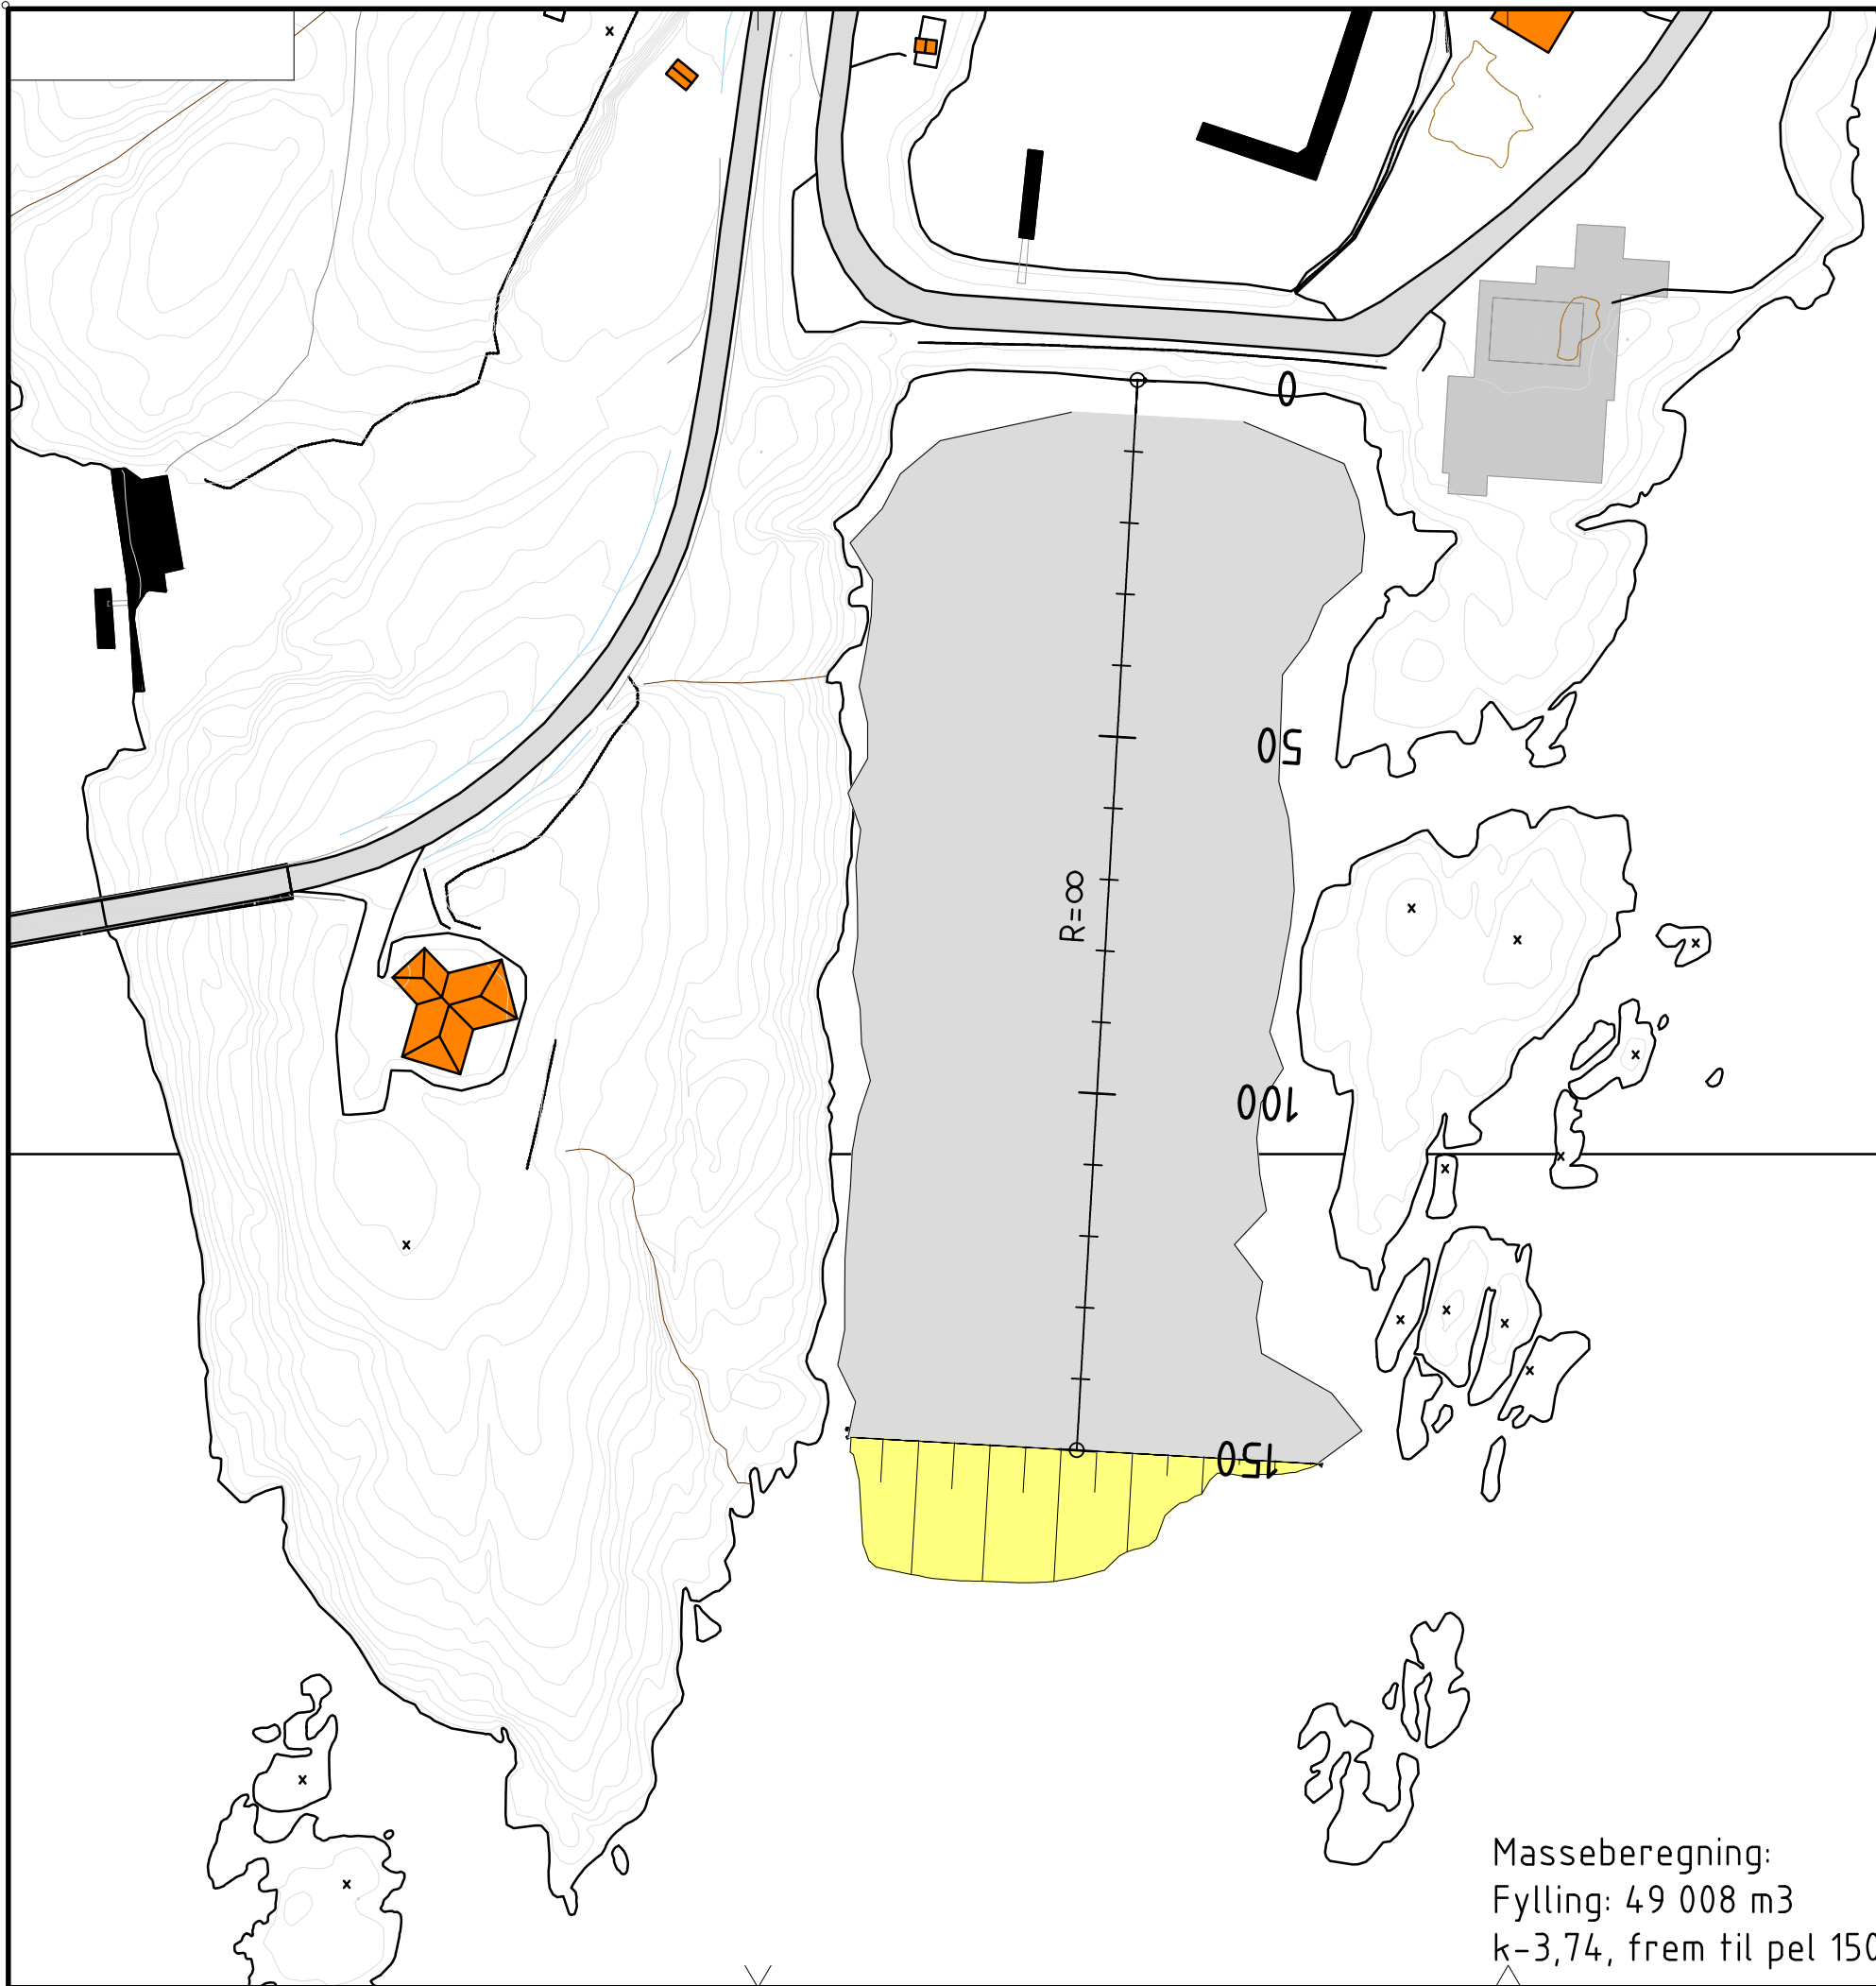 0
50
R=∞
100
150
Masseberegning:
Fylling: 49 008 m3
k-3,74, frem til pel 150